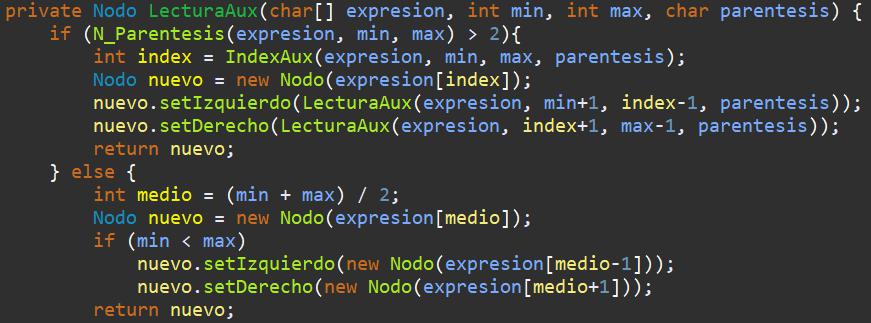 private Nodo LecturaAux(char[] expresion, int min, int max, char parentesis) {
if (N_Parentesis(expresion, min, max) > 2){
int index = IndexAux(expresion, min, max, parentesis);
Nodo nuevo = new Nodo(expresion[index]);
nuevo.setIzquierdo(LecturaAux(expresion, min+1, index-1, parentesis));
nuevo.setDerecho(LecturaAux(expresion, index+1, max-1, parentesis));
return nuevo;
} else {
int medio = (min + max) / 2;
Nodo nuevo = new Nodo(expresion[medio]);
if (min < max)
nuevo.setIzquierdo(new Nodo(expresion[medio-1]));
nuevo.setDerecho(new Nodo(expresion[medio+1]));
return nuevo;